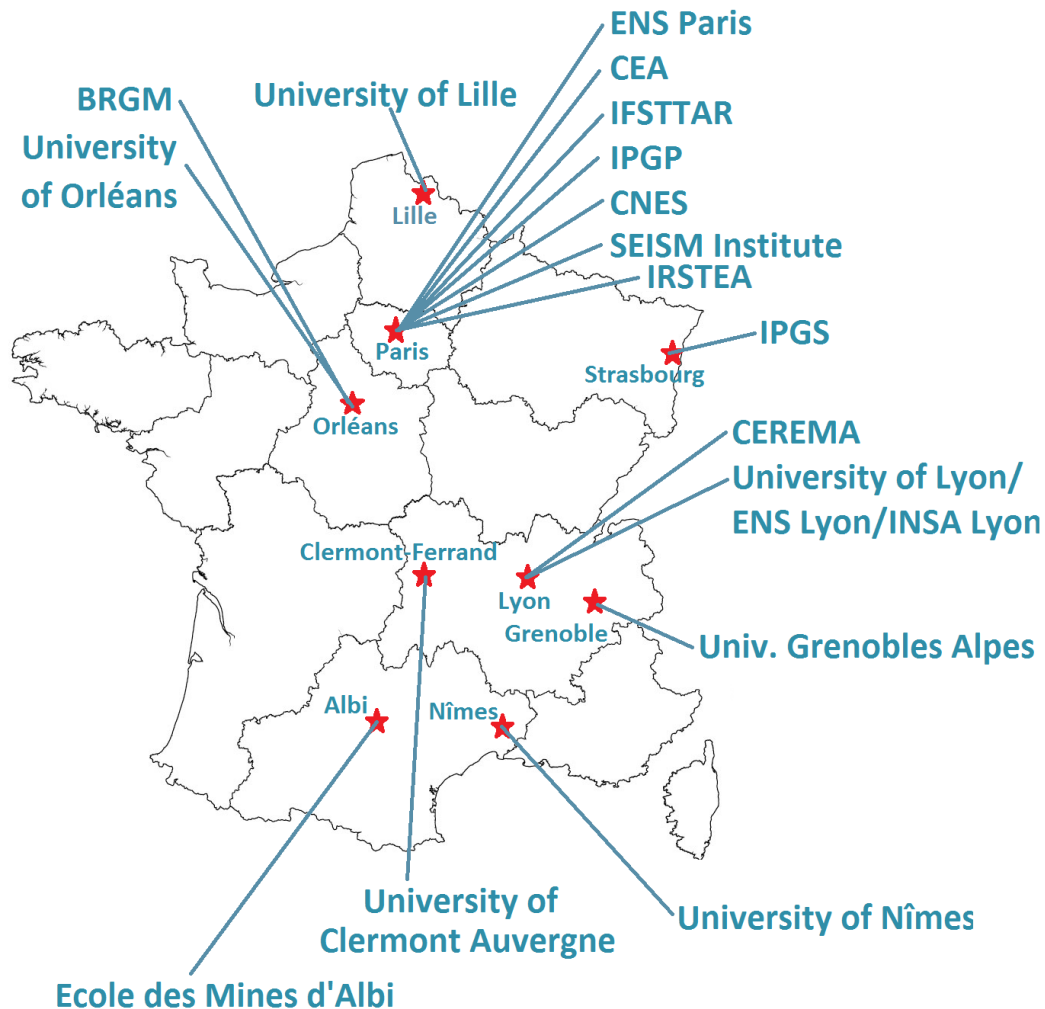 ENS Paris
CEA
BRGM
University of Lille
IFSTTAR
University
of Orléans
IPGP
CNES
Lille
SEISM Institute
IRSTEA
IPGS
Paris
Strasbourg
Orléans
CEREMA
University of Lyon/
ENS Lyon/INSA Lyon
Clermont-Ferrand
Lyon
Grenoble
Univ. Grenobles Alpes
Albi
Nîmes
University of
Clermont Auvergne
University of Nîmes
Ecole des Mines d'Albi